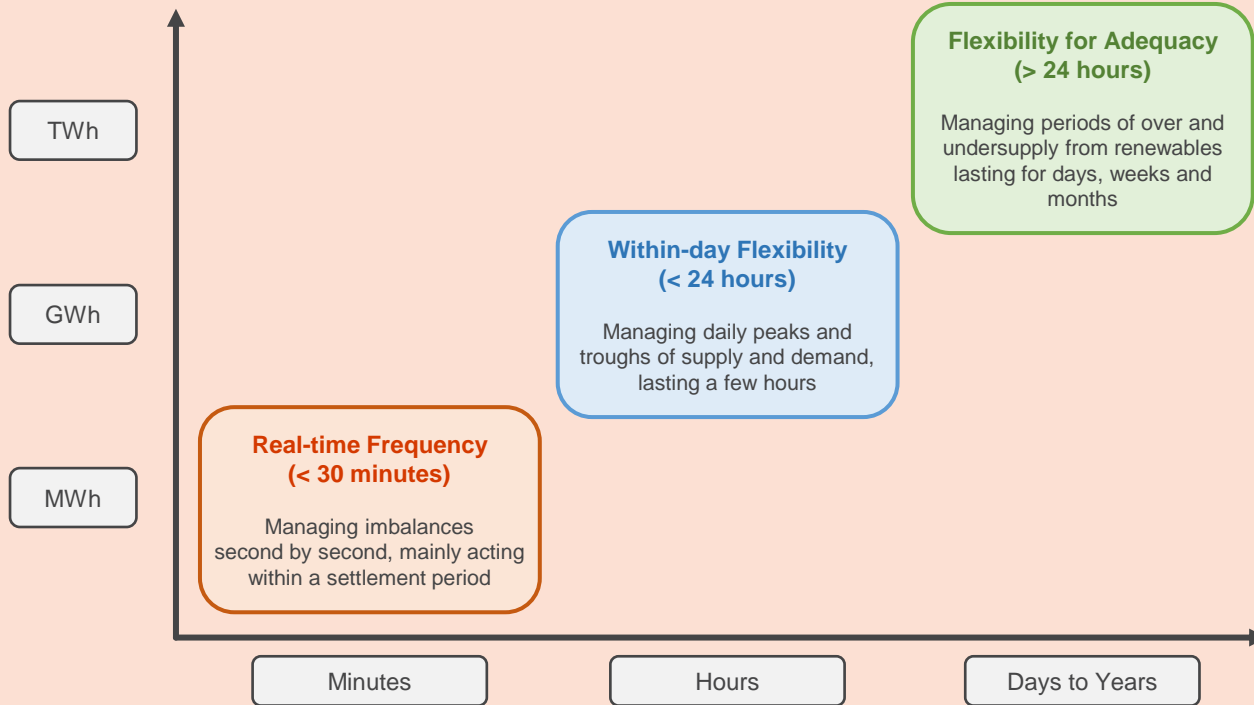 Flexibility for Adequacy
(> 24 hours)
Managing periods of over and
undersupply from renewables
lasting for days, weeks and
months
TWh
Within-day Flexibility
(< 24 hours)
Managing daily peaks and
troughs of supply and demand,
lasting a few hours
GWh
Real-time Frequency
(< 30 minutes)
Managing imbalances
second by second, mainly acting
within a settlement period
MWh
Minutes
Hours
Days to Years